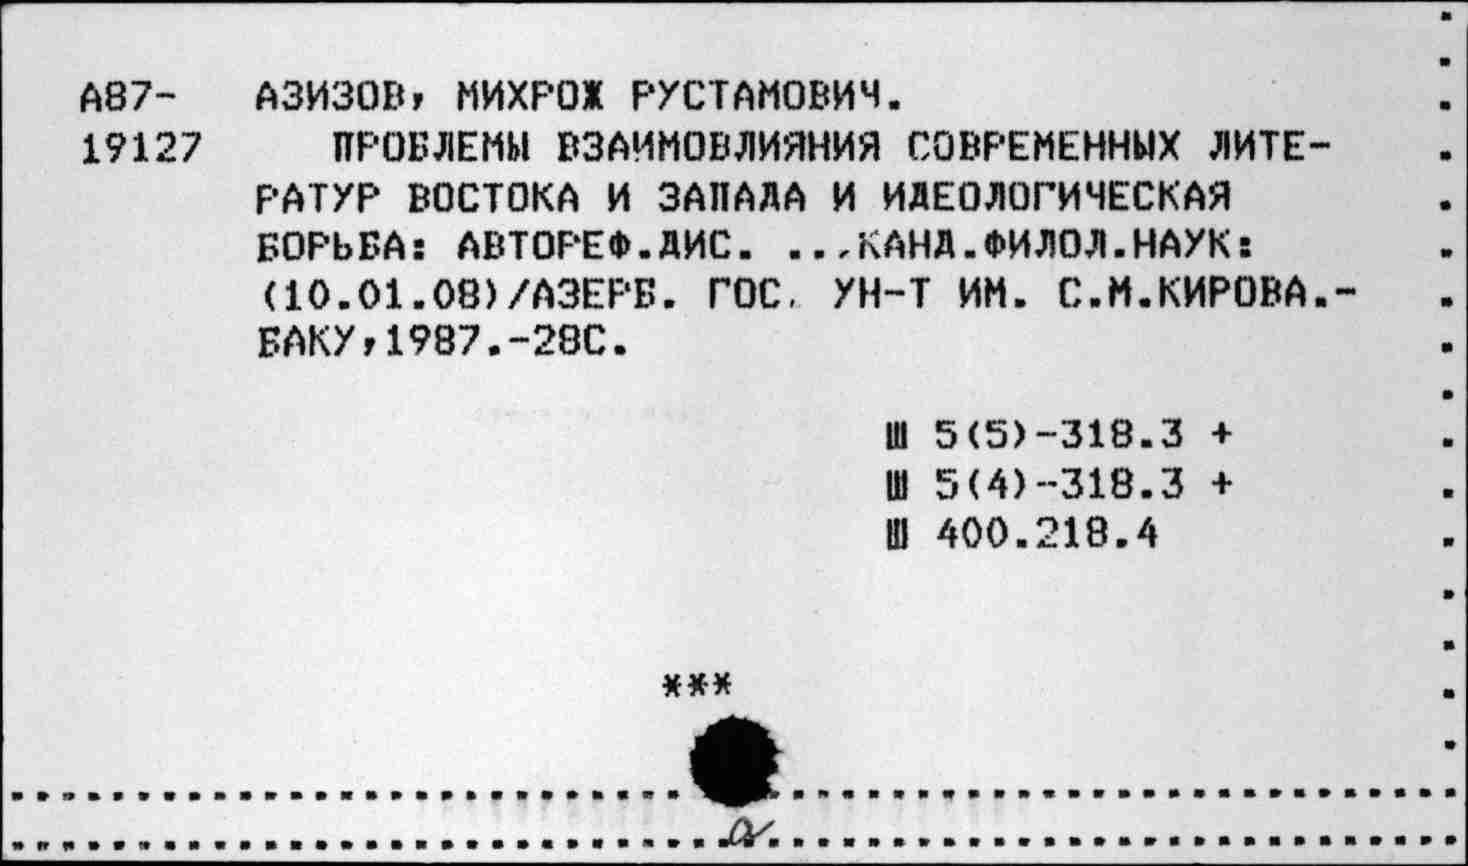 А87- АЗИЗОВ, МИХРОЖ РУСТАМОВИЧ.
19127 ПРОБЛЕМЫ ВЗАИМОВЛИЯНИЯ СОВРЕМЕННЫХ ЛИТЕ-
РАТУР ВОСТОКА И ЗАПАДА И ИДЕОЛОГИЧЕСКАЯ
БОРЬБА: АВТОРЕФ.ДИС. ...КАНД.ФИЛОЛ.НАУК:
(10.01.08)/АЗЕРБ. ГОС. УН-Т ИМ. С.М.КИРОВА.-
БАКУ,1987.-28С.
Ш 5(5)-318.3 +
Ш 5(4)-318.3 +
Ш 400.218.4
***